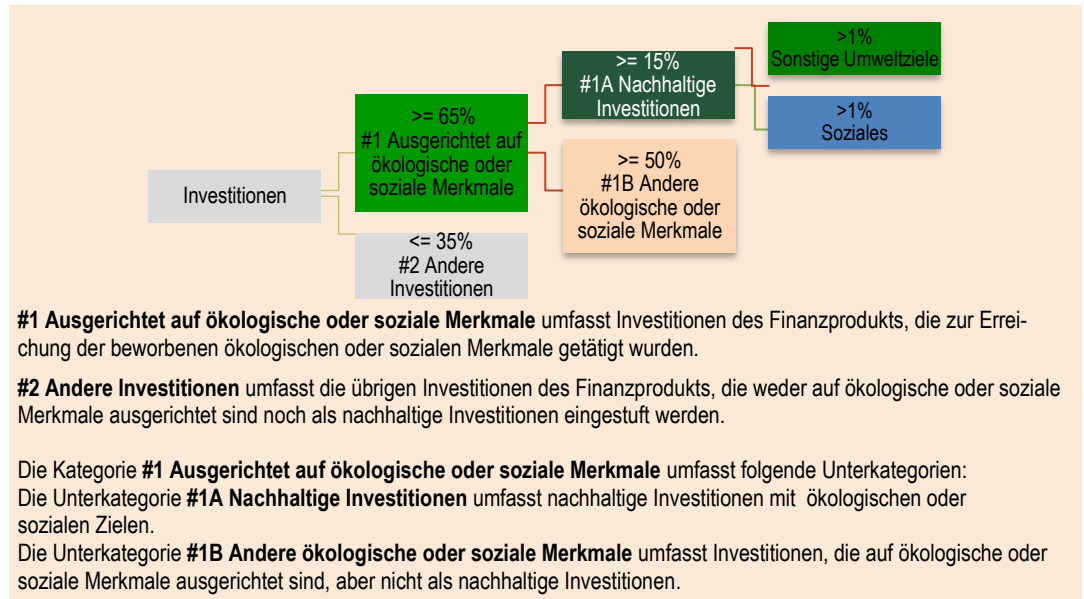 >1%
Sonstige Umweltziele
>= 15%
#1A Nachhaltige
Investitionen
>1%
Soziales
>= 65%
#1 Ausgerichtet auf
ökologische oder
soziale Merkmale
>= 50%
#1B Andere
ökologische oder
soziale Merkmale
Investitionen
<= 35%
#2 Andere
Investitionen
#1 Ausgerichtet auf ökologische oder soziale Merkmale umfasst Investitionen des Finanzprodukts, die zur Errei-
chung der beworbenen ökologischen oder sozialen Merkmale getätigt wurden.
#2 Andere Investitionen umfasst die übrigen Investitionen des Finanzprodukts, die weder auf ökologische oder soziale
Merkmale ausgerichtet sind noch als nachhaltige Investitionen eingestuft werden.
Die Kategorie #1 Ausgerichtet auf ökologische oder soziale Merkmale umfasst folgende Unterkategorien:
Die Unterkategorie #1A Nachhaltige Investitionen umfasst nachhaltige Investitionen mit ökologischen oder
sozialen Zielen.
Die Unterkategorie #1B Andere ökologische oder soziale Merkmale umfasst Investitionen, die auf ökologische oder
soziale Merkmale ausgerichtet sind, aber nicht als nachhaltige Investitionen.